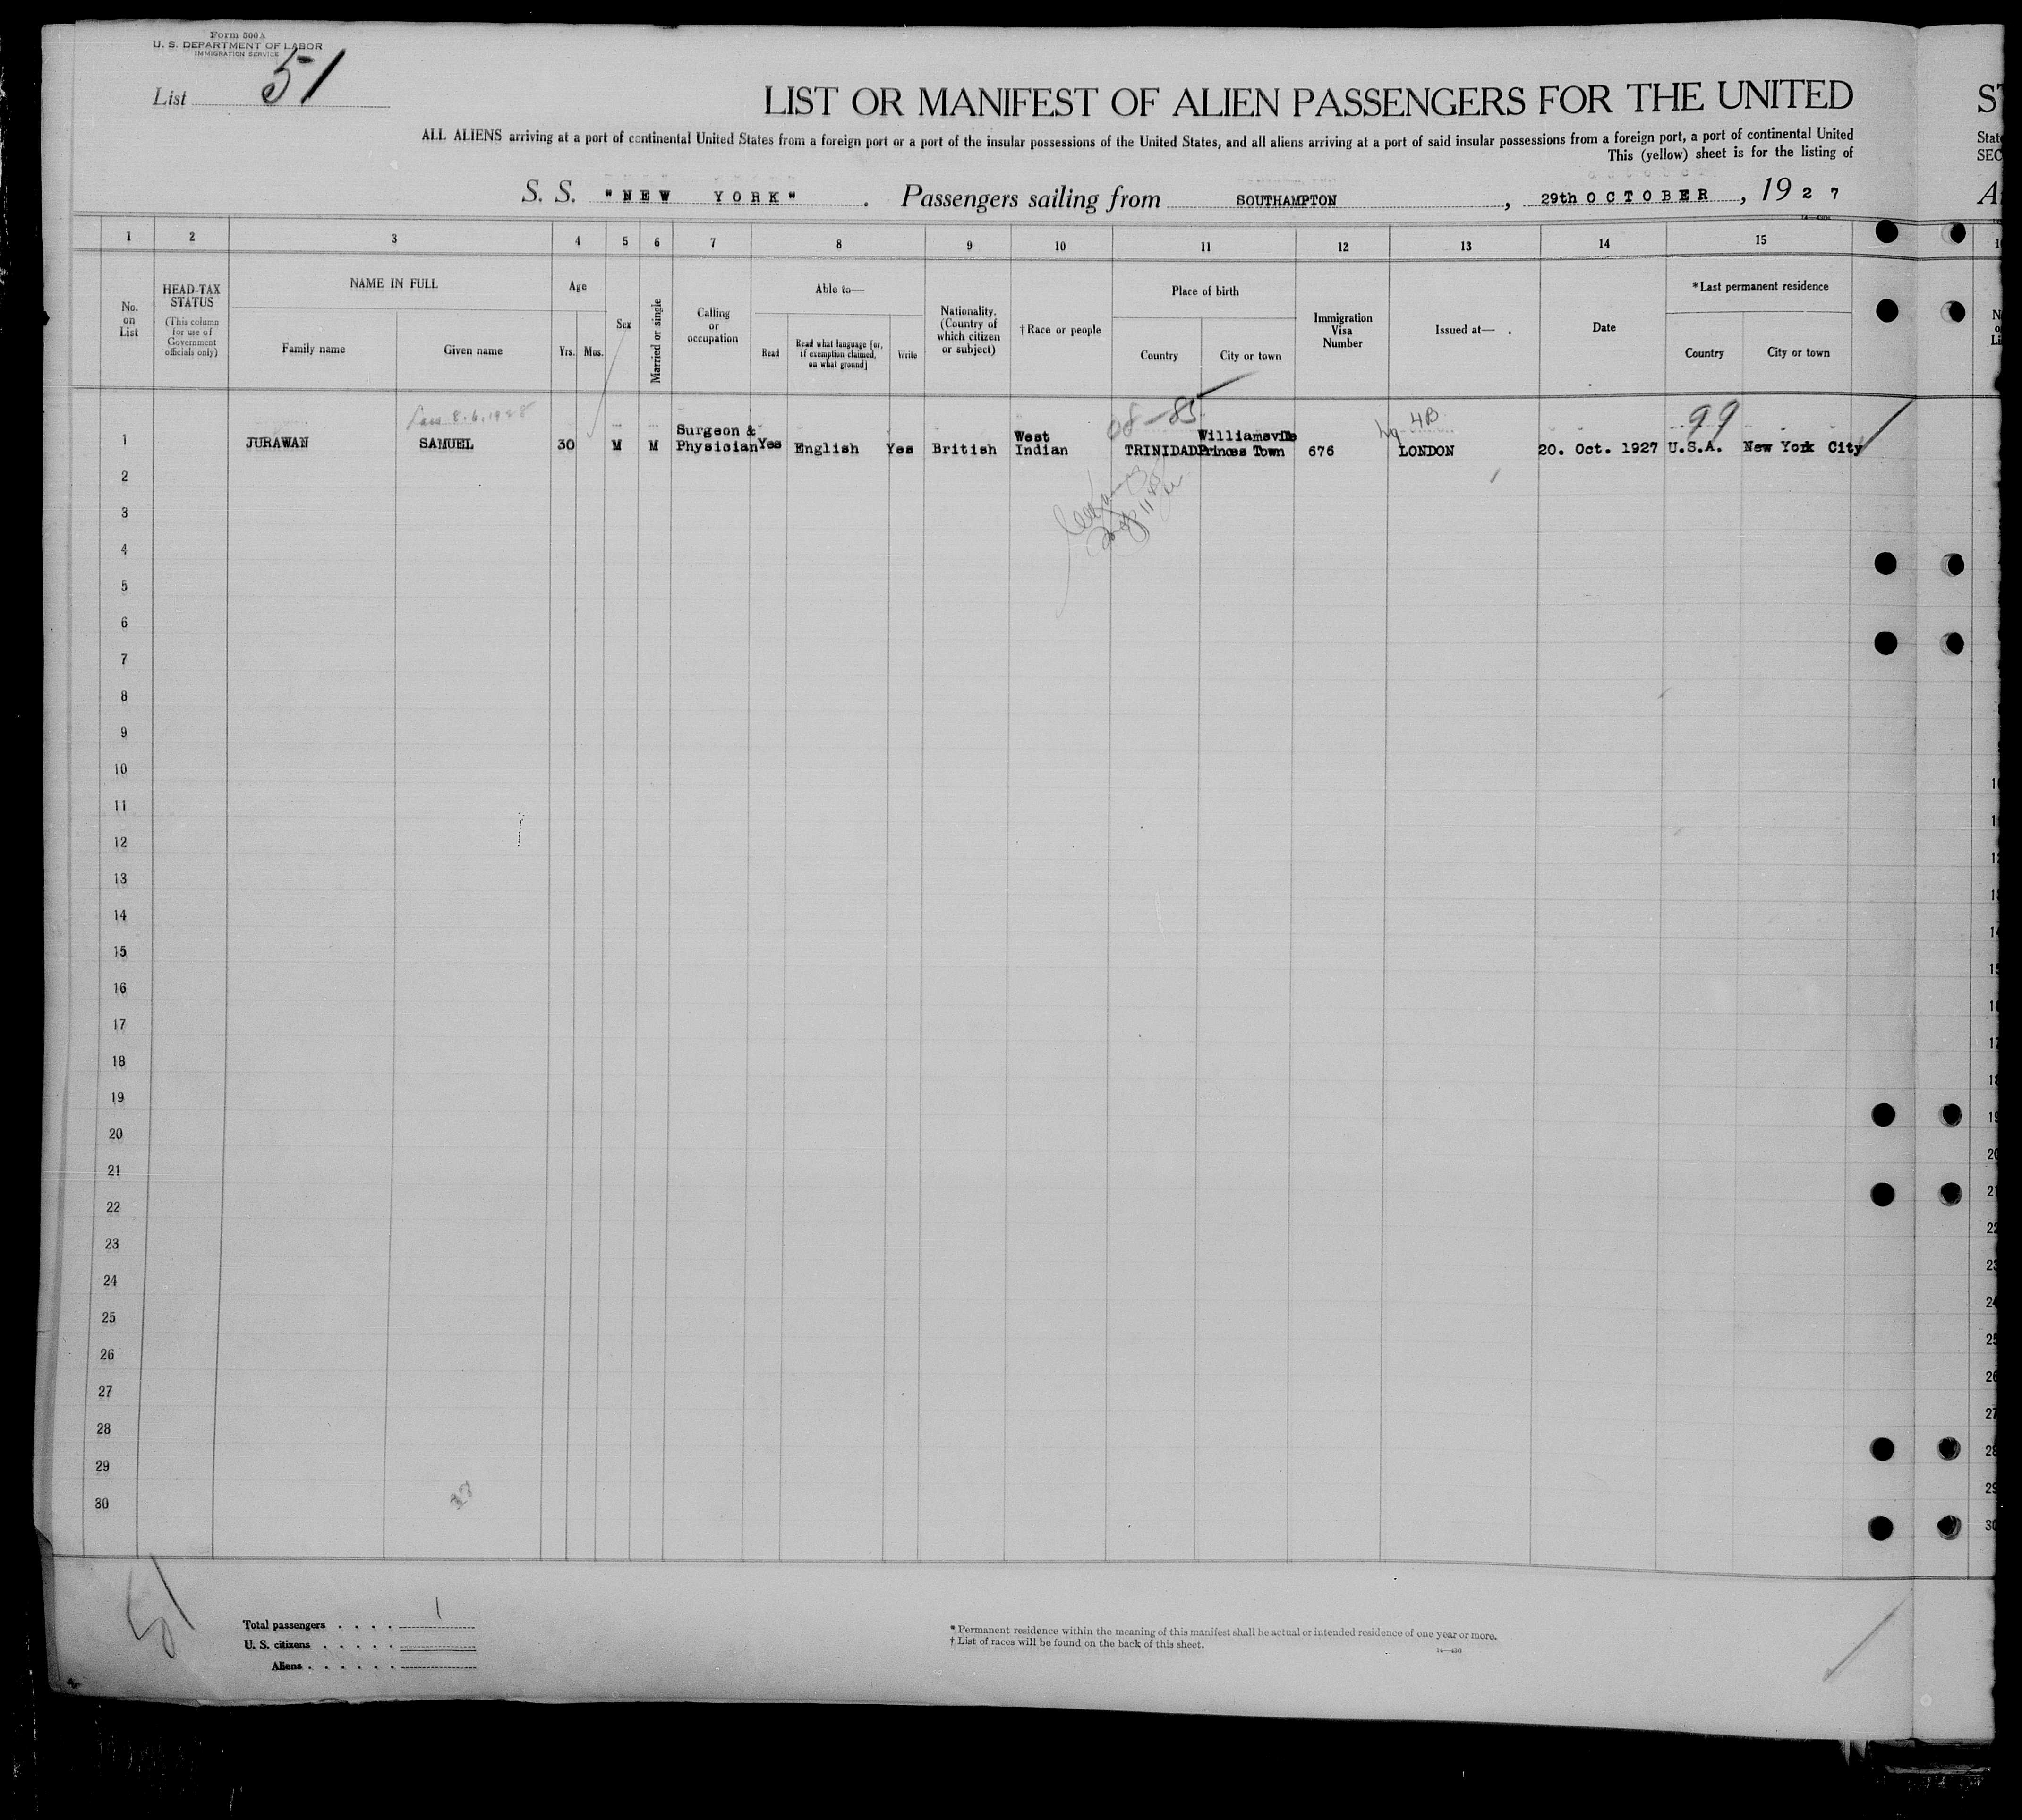 Form 500A
U. S. DEPARTMENT OF LABOR
IMMIGRATION SERVICE
List 51
LIST OR MANIFEST OF ALIEN PASSENGERS FOR THE UNITED
ALL ALIENS arriving at a port of continental United States from a foreign port or a port of the insular possessions of the United States, and all aliens arriving at a port of said insular possessions from a foreign port, a port of continental United
This (yellow) sheet is for the listing of
S. S. "NEW YORK". Passengers sailing from SOUTHAMPTON, 29th OCTOBER, 1927
1 2 3 4 5 6 7 8 9 10 11 12 13 14 15
No. on List
HEAD-TAX STATUS
(This column for use of Government officials only)
NAME IN FULL
Family name Given name
Age
Yrs. Mos.
Sex
Married or single
Calling or occupation
Able to—
Read Read what language [or, if exemption claimed, on what ground] Write
Nationality. (Country of which citizen or subject)
†Race or people
Place of birth
Country City or town
Immigration Visa Number
Issued at—
Date
*Last permanent residence
Country City or town
8.6.1928
08-85
4B
99
1 JURAWAN SAMUEL 30 M M Surgeon & Physician Yes English Yes British West Indian TRINIDAD Williamsville Princes Town 676 LONDON 20. Oct. 1927 U.S.A. New York City
2
3
4
5
6
7
8
9
10
11
12
13
14
15
16
17
18
19
20
21
22
23
24
25
26
27
28
29
30
51
Total passengers . . . . 1
U. S. citizens . . . . .
Aliens . . . . . .
* Permanent residence within the meaning of this manifest shall be actual or intended residence of one year or more.
† List of races will be found on the back of this sheet.
14—430